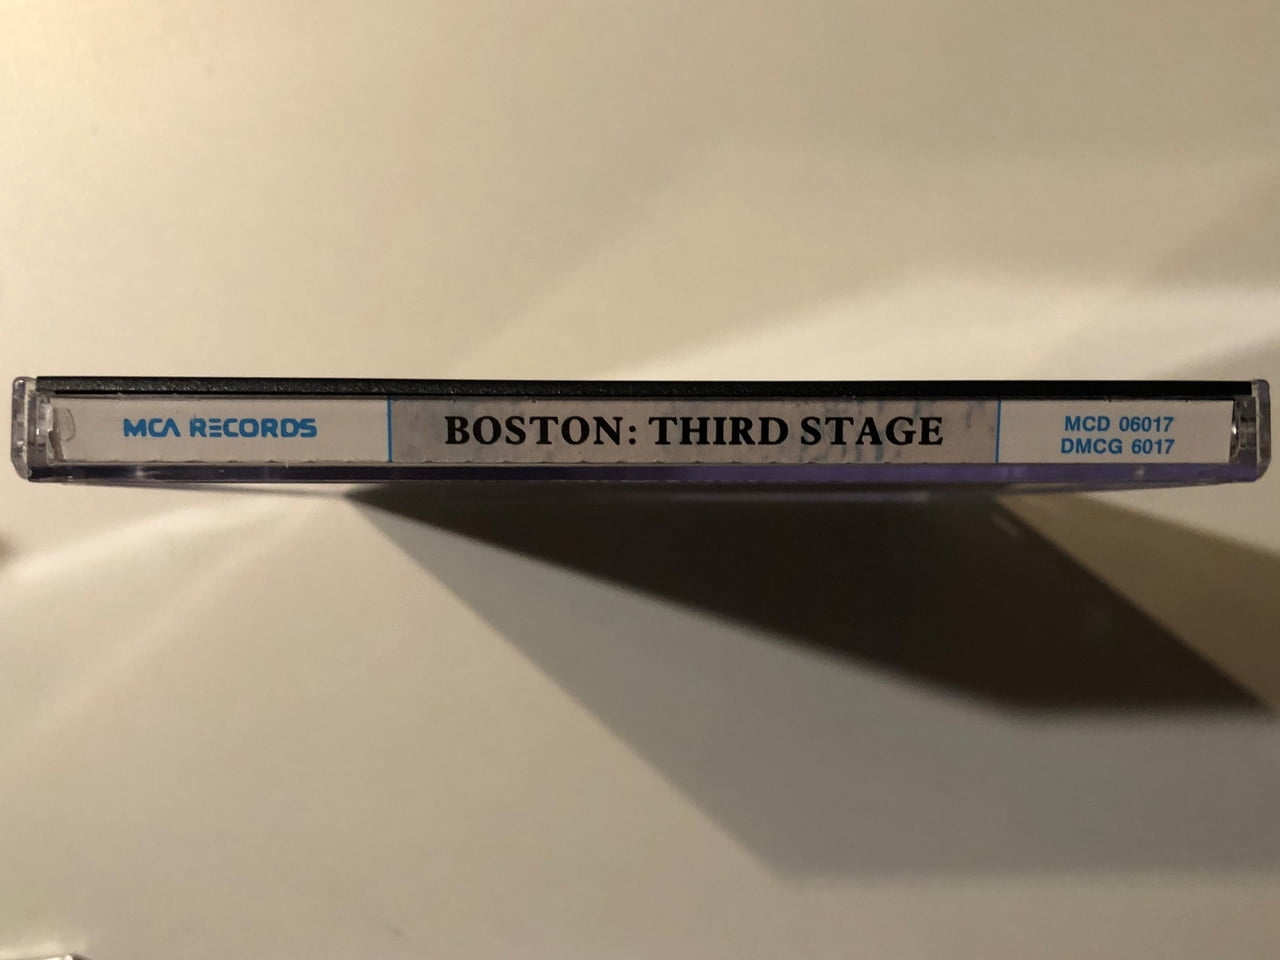 MCA RECORDS
BOSTON: THIRD STAGE
MCD 06017
DMCG 6017